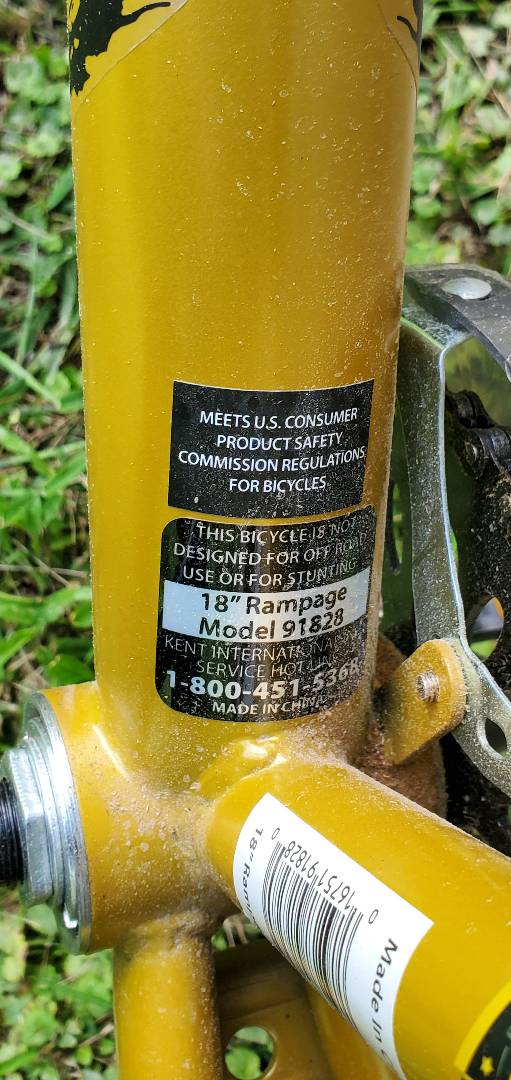 MEETS U.S. CONSUMER
PRODUCT SAFETY
COMMISSION REGULATIONS
FOR BICYCLES
THIS BICYCLE IS NOT
DESIGNED FOR OFF ROAD
USE OR FOR STUNTING
18" Rampage
Model 91828
KENT INTERNATIONAL
SERVICE HOT LINE
1-800-451-5368
MADE IN CHINA
18" Ram
0 16751 91828 0
Made in